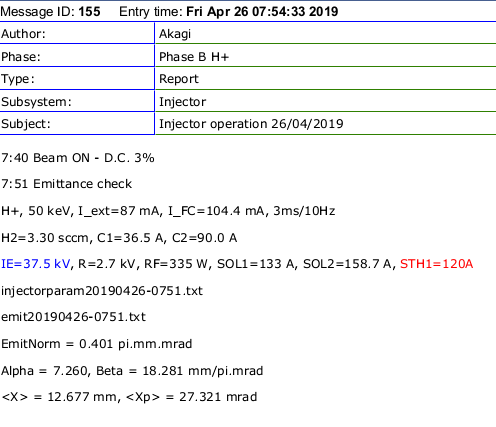 Message ID: 155 Entry time: Fri Apr 26 07:54:33 2019
Author: Akagi
Phase: Phase B H+
Type: Report
Subsystem: Injector
Subject: Injector operation 26/04/2019
7:40 Beam ON - D.C. 3%
7:51 Emittance check
H+, 50 keV, I_ext=87 mA, I_FC=104.4 mA, 3ms/10Hz
H2=3.30 sccm, C1=36.5 A, C2=90.0 A
IE=37.5 kV, R=2.7 kV, RF=335 W, SOL1=133 A, SOL2=158.7 A, STH1=120A
injectorparam20190426-0751.txt
emit20190426-0751.txt
EmitNorm = 0.401 pi.mm.mrad
Alpha = 7.260, Beta = 18.281 mm/pi.mrad
<X> = 12.677 mm, <Xp> = 27.321 mrad